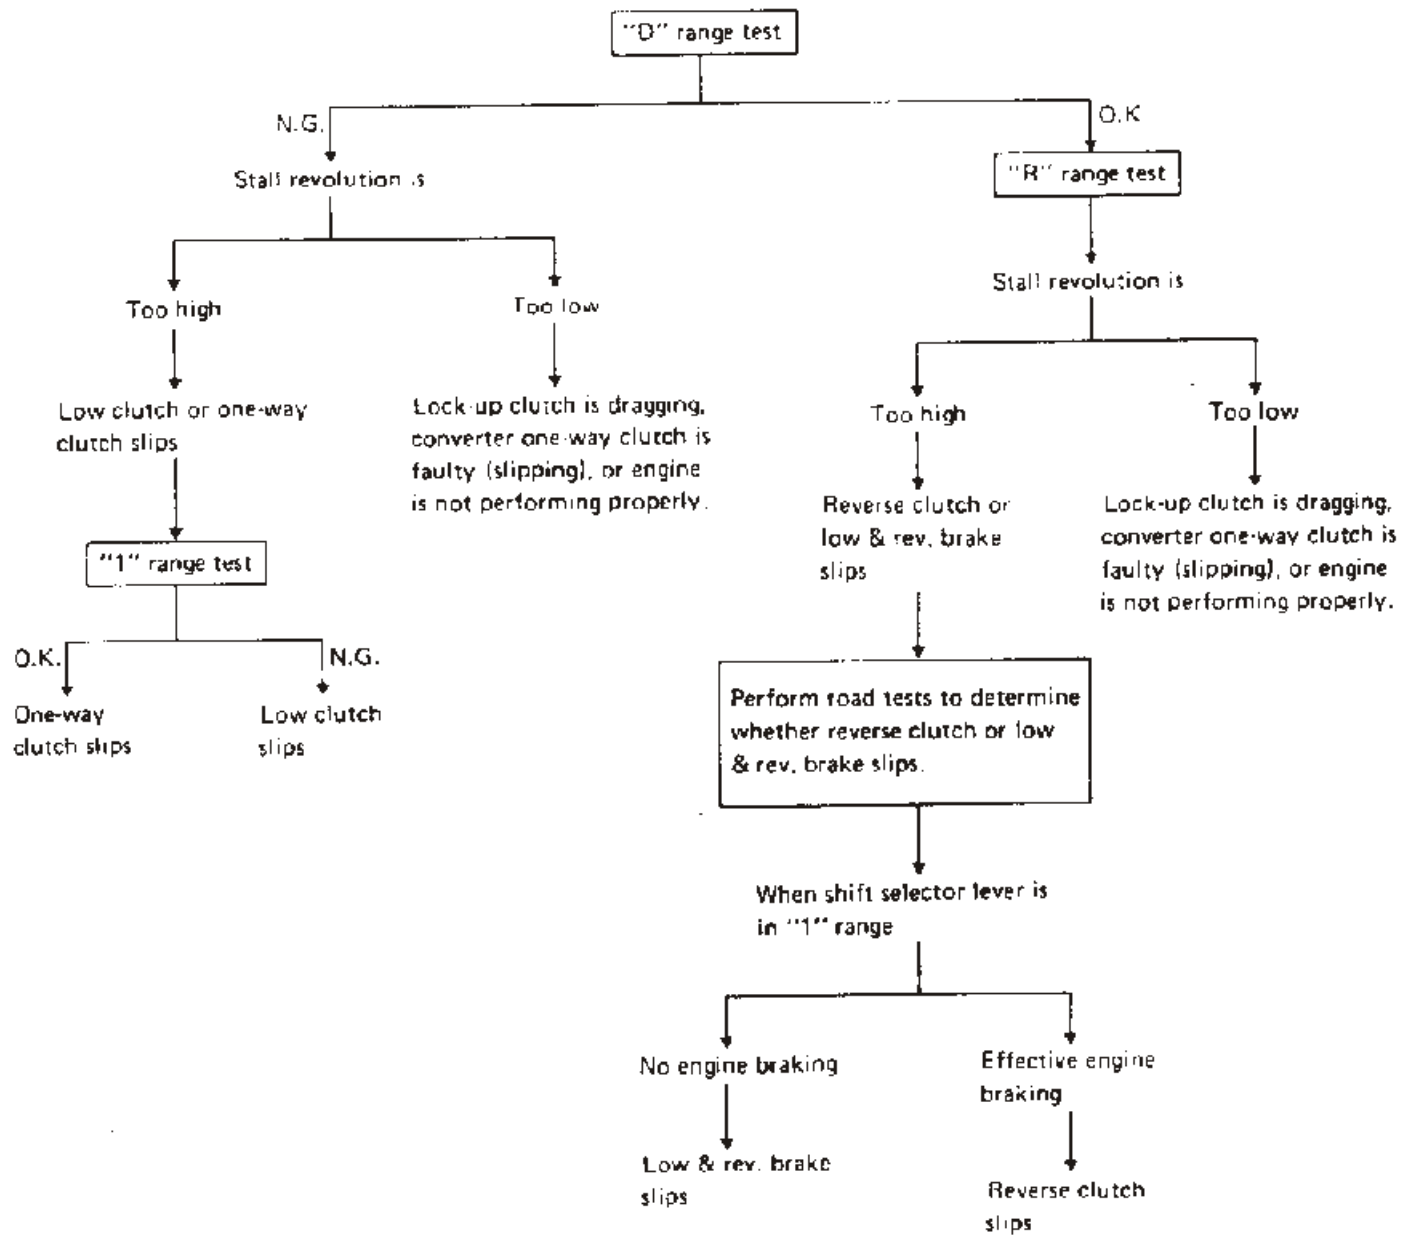 "D" range test
N.G.
O.K
Stall revolution is
"R" range test
Stall revolution is
Too high
Too low
Low clutch or one-way
clutch slips
Lock-up clutch is dragging,
converter one-way clutch is
faulty (slipping), or engine
is not performing properly.
Too high
Too low
Reverse clutch or
low & rev. brake
slips
Lock-up clutch is dragging,
converter one-way clutch is
faulty (slipping), or engine
is not performing properly.
"1" range test
O.K.
N.G.
One-way
clutch slips
Low clutch
slips
Perform road tests to determine
whether reverse clutch or low
& rev. brake slips.
When shift selector lever is
in "1" range
No engine braking
Effective engine
braking
Low & rev. brake
slips
Reverse clutch
slips